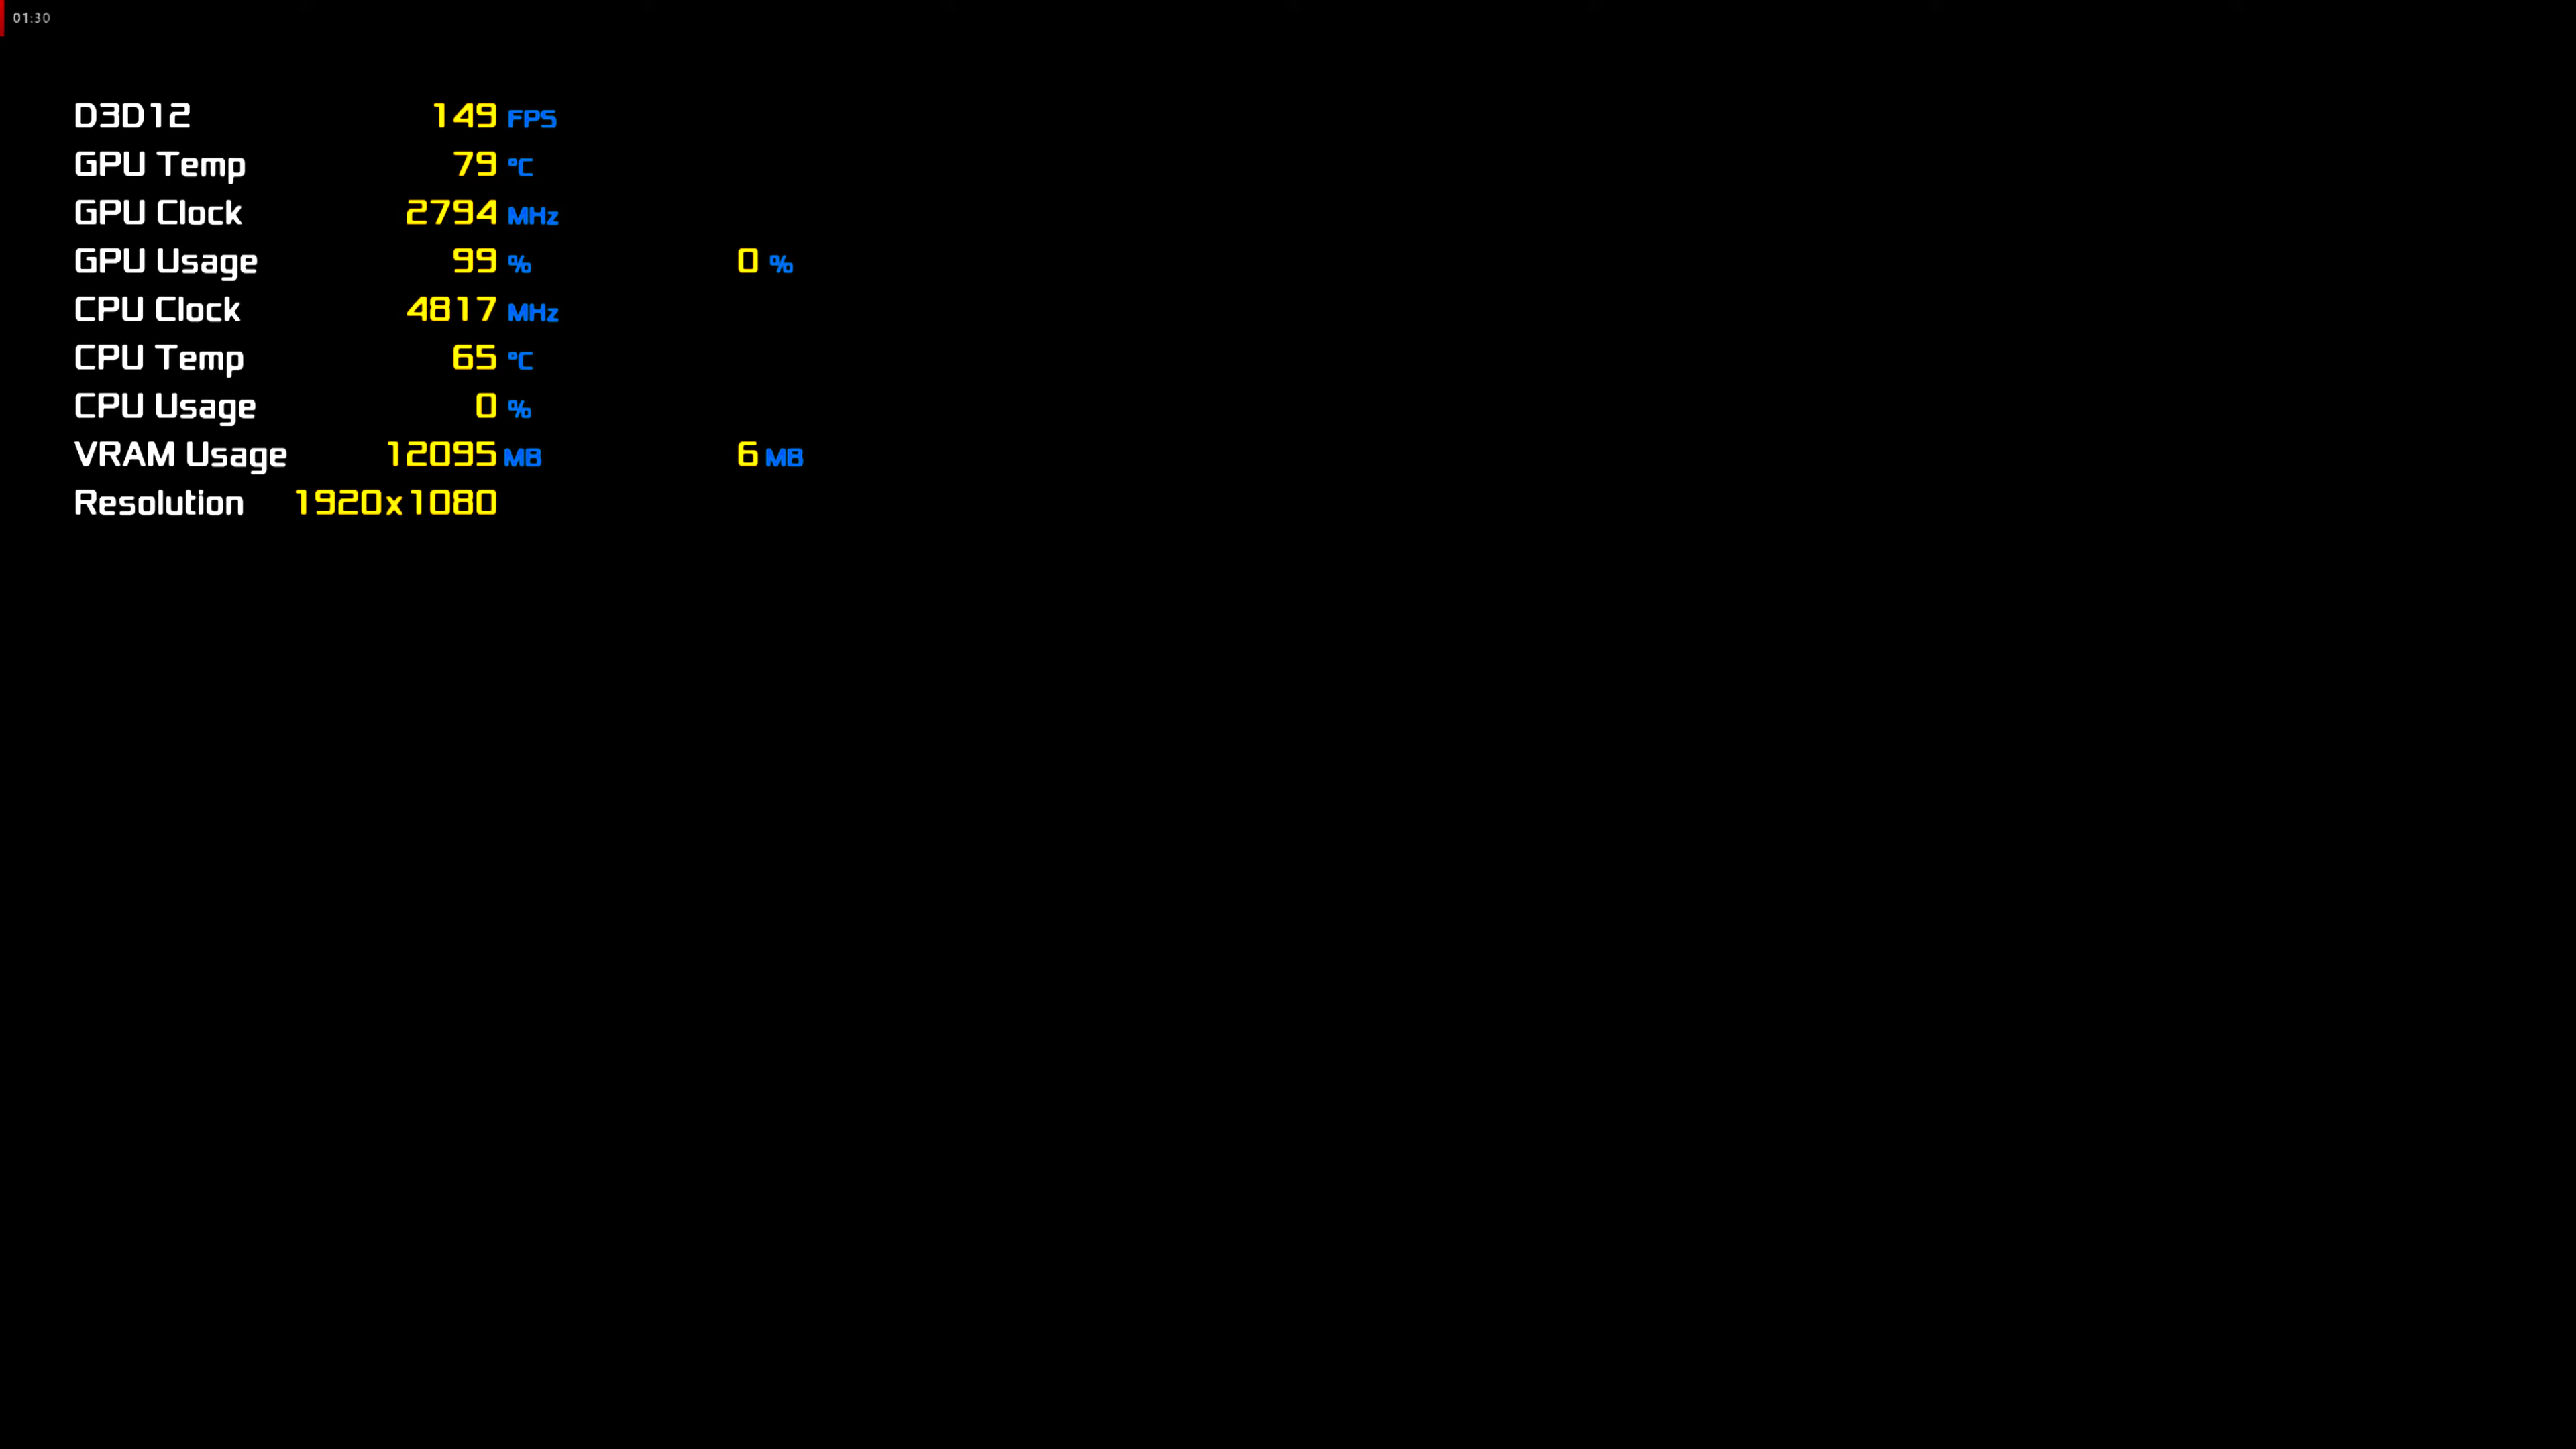 01:30
D3D12 149 FPS
GPU Temp 79 °C
GPU Clock 2794 MHz
GPU Usage 99 % 0 %
CPU Clock 4817 MHz
CPU Temp 65 °C
CPU Usage 0 %
VRAM Usage 12095 MB 6 MB
Resolution 1920x1080